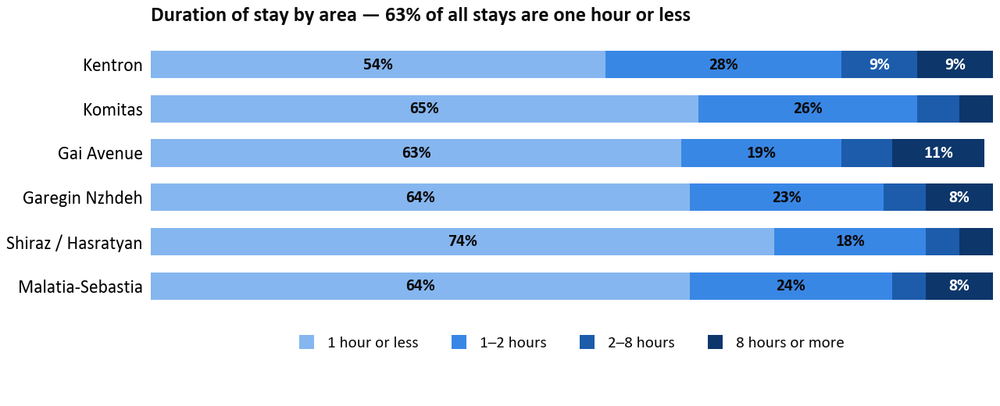 Duration of stay by area — 63% of all stays are one hour or less
Kentron 54% 28% 9% 9%
Komitas 65% 26%
Gai Avenue 63% 19% 11%
Garegin Nzhdeh 64% 23% 8%
Shiraz / Hasratyan 74% 18%
Malatia-Sebastia 64% 24% 8%
1 hour or less 1–2 hours 2–8 hours 8 hours or more